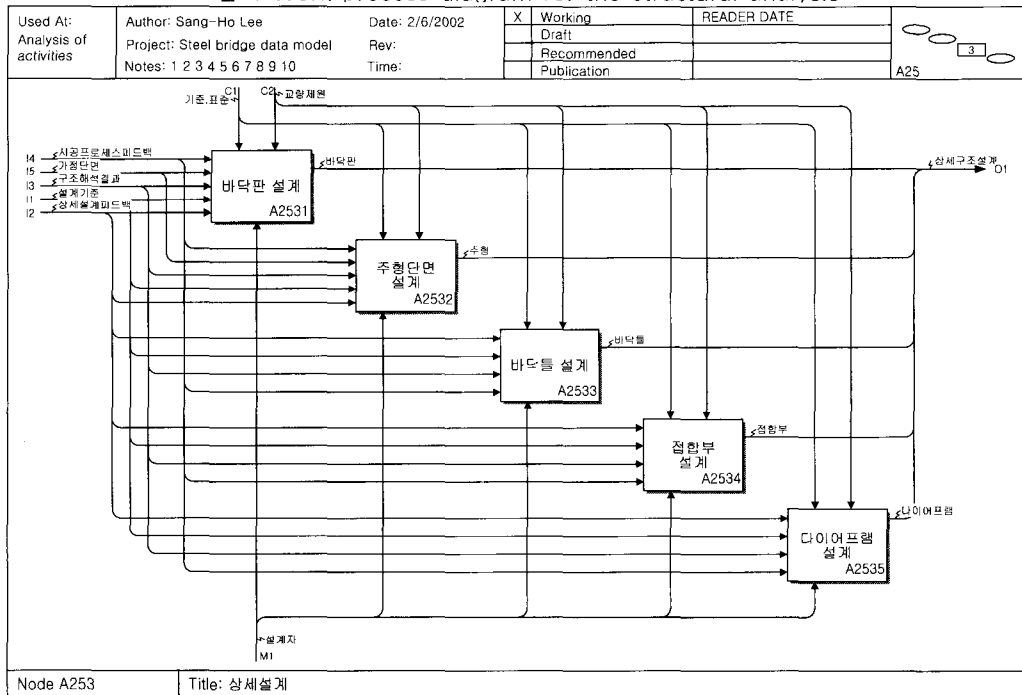 Used At:
Analysis of
activities
Author: Sang-Ho Lee
Date: 2/6/2002
Project: Steel bridge data model
Rev:
Notes: 1 2 3 4 5 6 7 8 9 10
Time:
X Working
Draft
Recommended
Publication
READER DATE
3
A25
C1
C2
기준,표준
교량제원
I4 시공프로세스피드백
I5 가정단면
I3 구조해석결과
I1 설계기준
I2 상세설계피드백
바닥판 설계
A2531
바닥판
상세구조설계
O1
주형단면
설계
A2532
주형
바닥틀 설계
A2533
바닥틀
접합부
설계
A2534
접합부
다이어프램
설계
A2535
다이어프램
설계자
M1
Node A253
Title: 상세설계